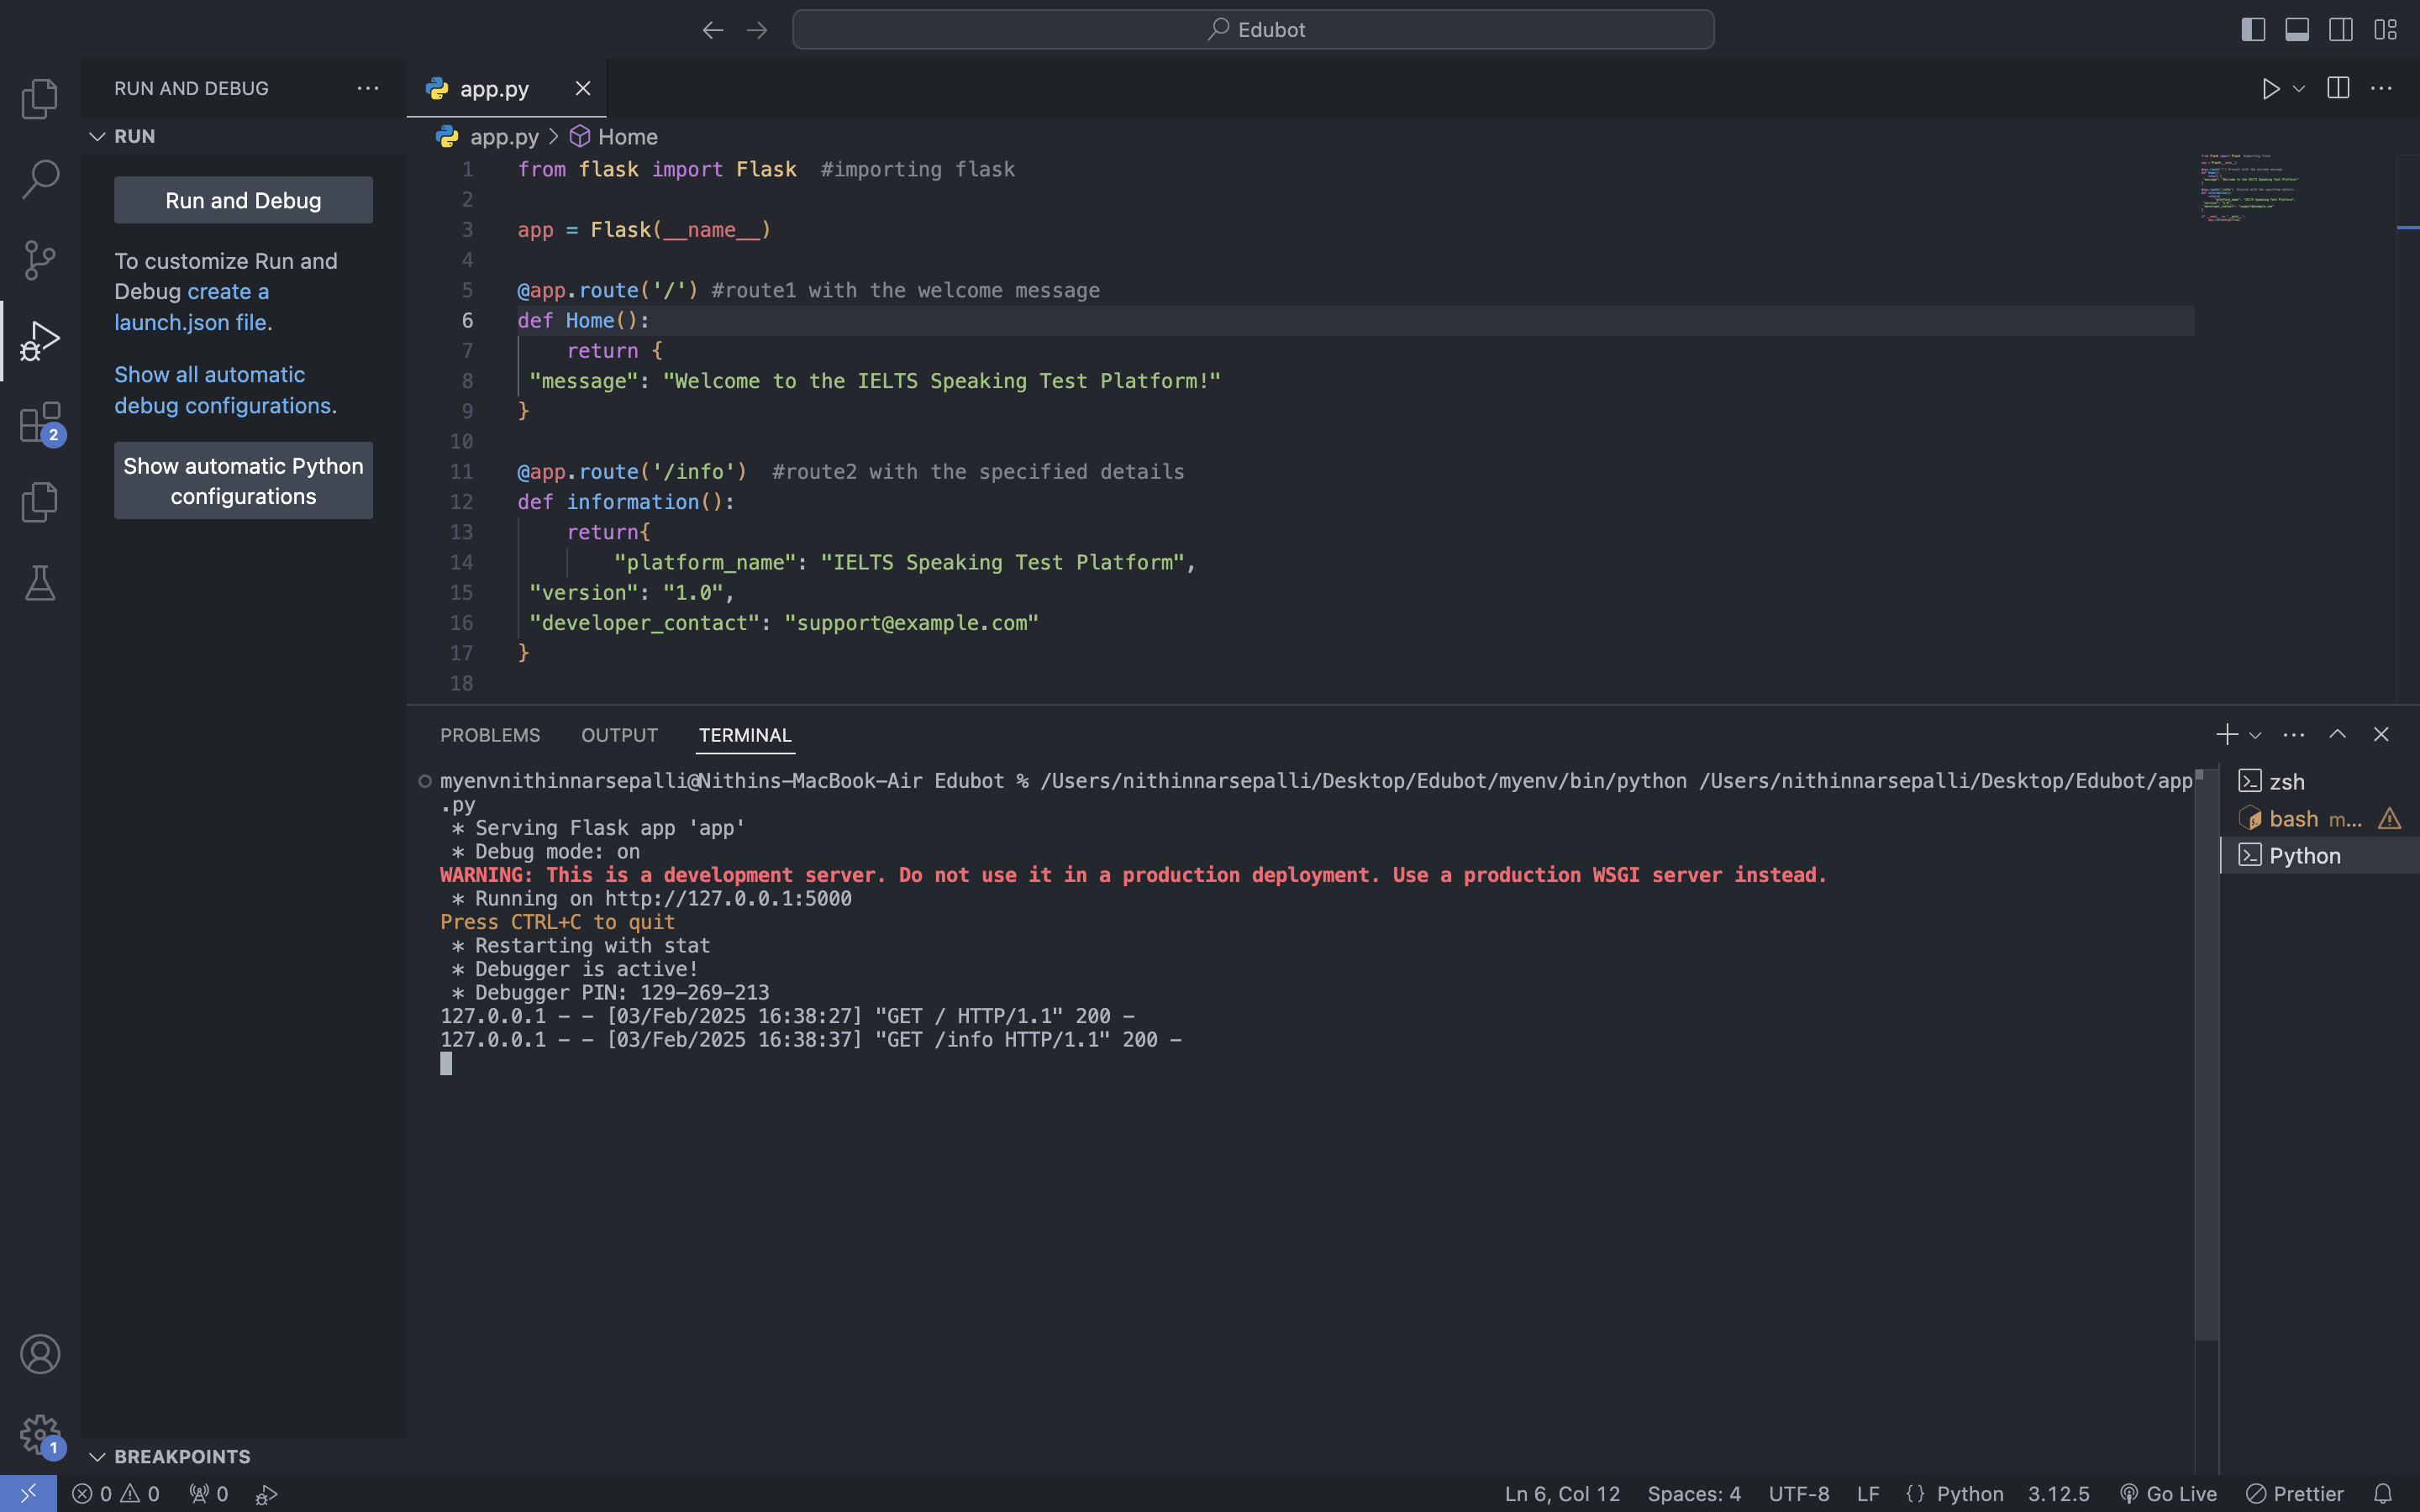 Edubot
RUN AND DEBUG
RUN
Run and Debug
To customize Run and
Debug create a
launch.json file.
Show all automatic
debug configurations.
Show automatic Python
configurations
2
1
BREAKPOINTS
app.py
app.py > Home
1 from flask import Flask  #importing flask
2
3 app = Flask(__name__)
4
5 @app.route('/') #route1 with the welcome message
6 def Home():
7     return {
8  "message": "Welcome to the IELTS Speaking Test Platform!"
9 }
10
11 @app.route('/info')  #route2 with the specified details
12 def information():
13     return{
14         "platform_name": "IELTS Speaking Test Platform",
15  "version": "1.0",
16  "developer_contact": "support@example.com"
17 }
18
PROBLEMS OUTPUT TERMINAL
myenvnithinnarsepalli@Nithins-MacBook-Air Edubot % /Users/nithinnarsepalli/Desktop/Edubot/myenv/bin/python /Users/nithinnarsepalli/Desktop/Edubot/app
.py
 * Serving Flask app 'app'
 * Debug mode: on
WARNING: This is a development server. Do not use it in a production deployment. Use a production WSGI server instead.
 * Running on http://127.0.0.1:5000
Press CTRL+C to quit
 * Restarting with stat
 * Debugger is active!
 * Debugger PIN: 129-269-213
127.0.0.1 - - [03/Feb/2025 16:38:27] "GET / HTTP/1.1" 200 -
127.0.0.1 - - [03/Feb/2025 16:38:37] "GET /info HTTP/1.1" 200 -
zsh
bash m...
Python
0 0 0
Ln 6, Col 12 Spaces: 4 UTF-8 LF {} Python 3.12.5 Go Live Prettier